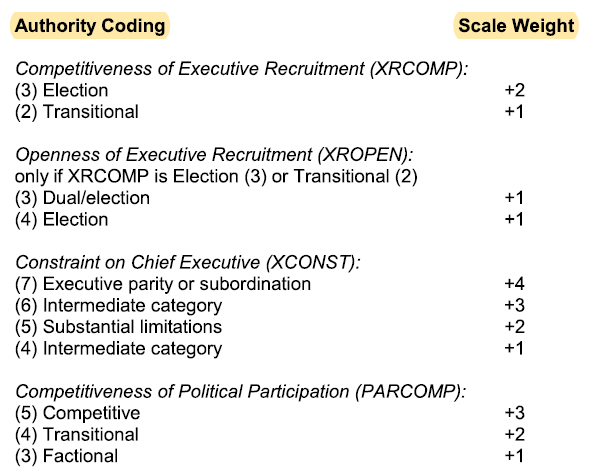 Authority Coding Scale Weight
Competitiveness of Executive Recruitment (XRCOMP):
(3) Election +2
(2) Transitional +1
Openness of Executive Recruitment (XROPEN):
only if XRCOMP is Election (3) or Transitional (2)
(3) Dual/election +1
(4) Election +1
Constraint on Chief Executive (XCONST):
(7) Executive parity or subordination +4
(6) Intermediate category +3
(5) Substantial limitations +2
(4) Intermediate category +1
Competitiveness of Political Participation (PARCOMP):
(5) Competitive +3
(4) Transitional +2
(3) Factional +1